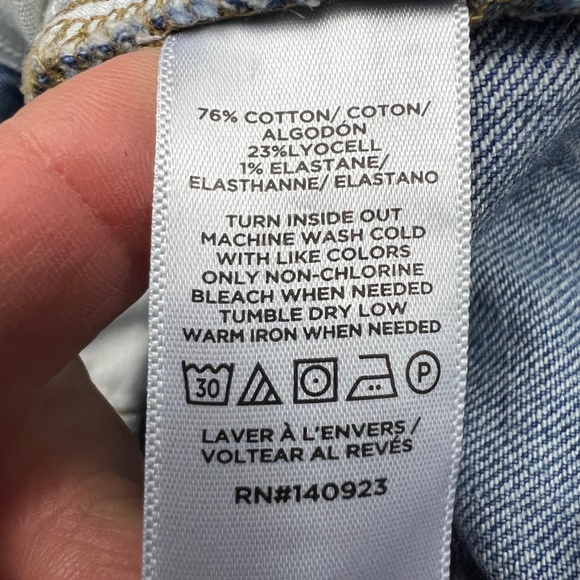 76% COTTON/ COTON/
ALGODÓN
23%LYOCELL
1% ELASTANE/
ELASTHANNE/ ELASTANO
TURN INSIDE OUT
MACHINE WASH COLD
WITH LIKE COLORS
ONLY NON-CHLORINE
BLEACH WHEN NEEDED
TUMBLE DRY LOW
WARM IRON WHEN NEEDED
30 P
LAVER À L'ENVERS /
VOLTEAR AL REVÉS
RN#140923